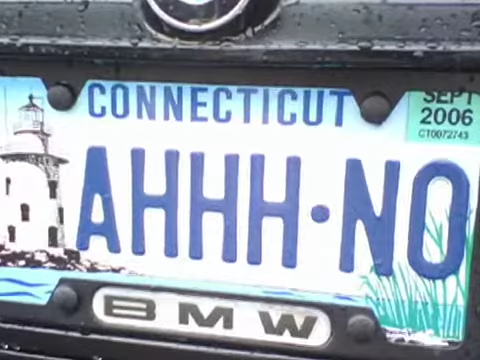 CONNECTICUT
SEPT
2006
CT0072743
AHHH·NO
BMW